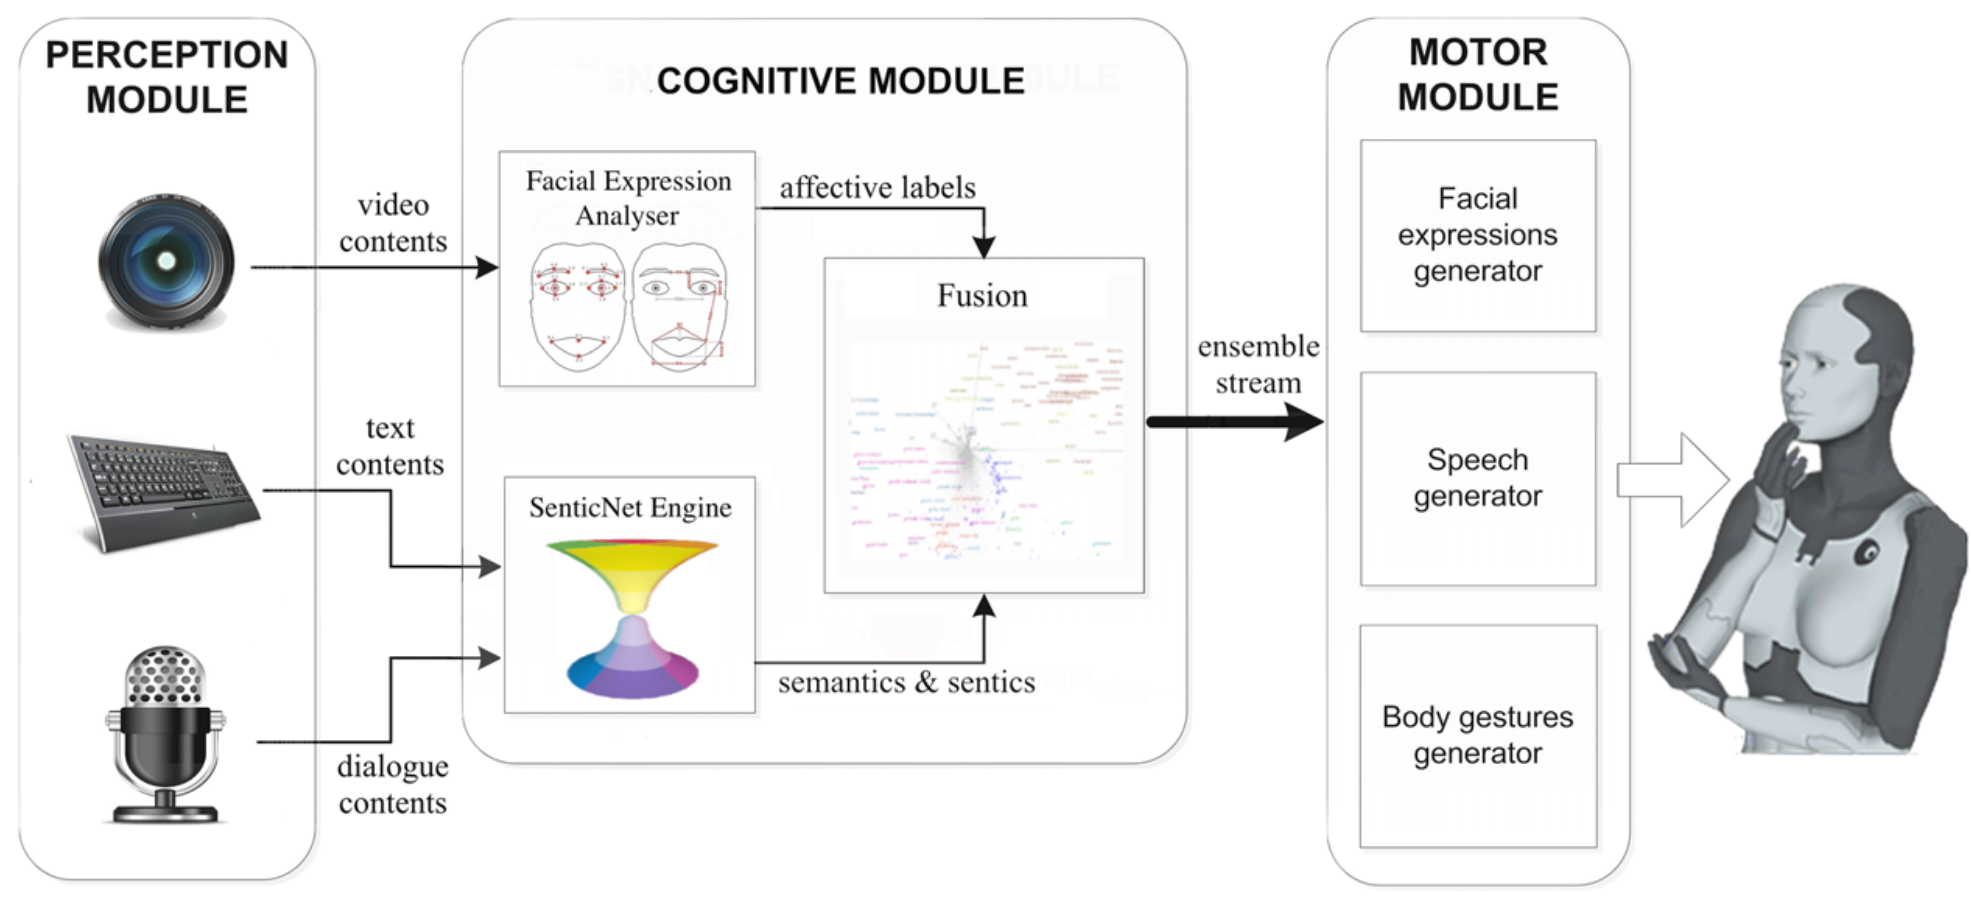 PERCEPTION
MODULE
video
contents
text
contents
dialogue
contents
COGNITIVE MODULE
Facial Expression
Analyser
affective labels
SenticNet Engine
semantics & sentics
Fusion
ensemble
stream
MOTOR
MODULE
Facial
expressions
generator
Speech
generator
Body gestures
generator